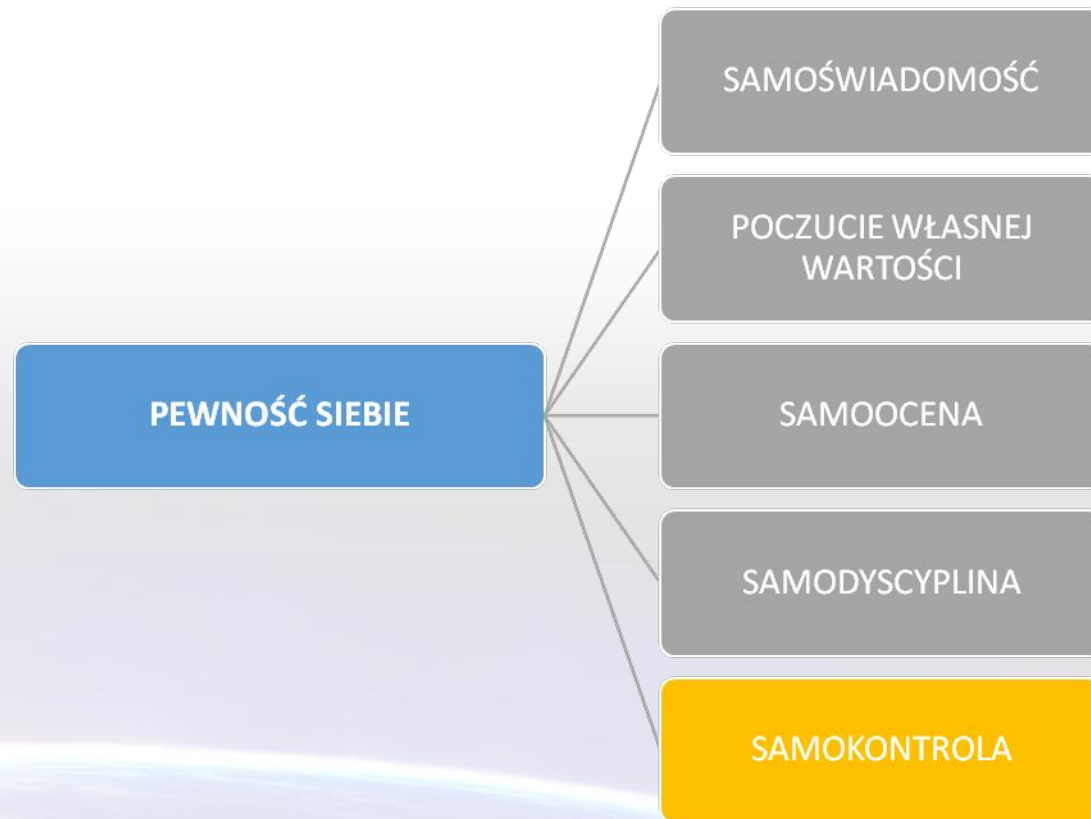 SAMOŚWIADOMOŚĆ
POCZUCIE WŁASNEJ
WARTOŚCI
PEWNOŚĆ SIEBIE
SAMOOCENA
SAMODYSCYPLINA
SAMOKONTROLA